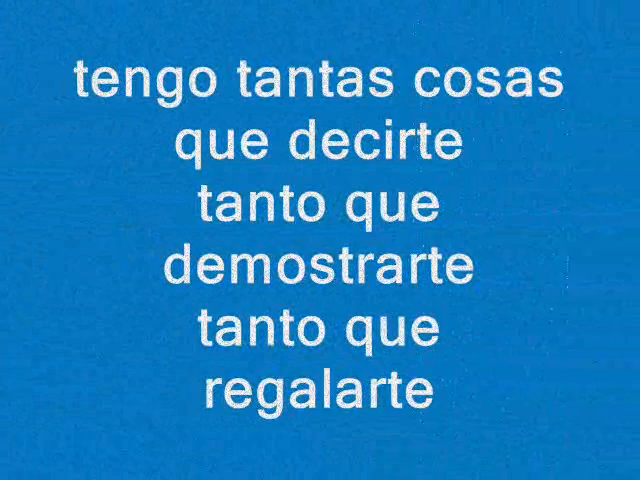 tengo tantas cosas
que decirte
tanto que
demostrarte
tanto que
regalarte